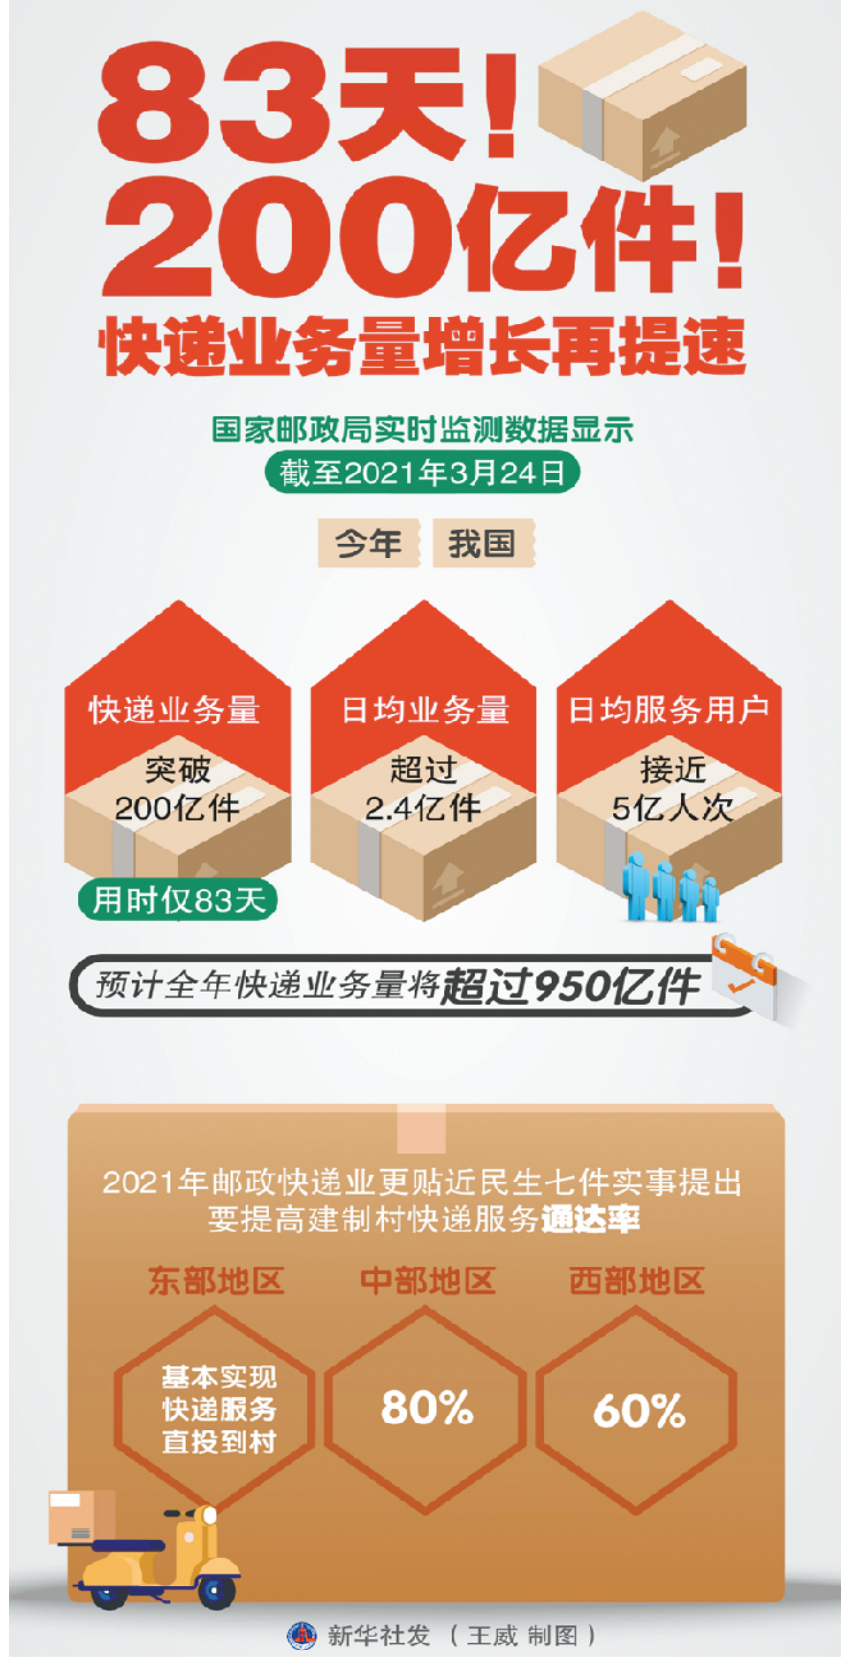 83天!
200亿件!
快递业务量增长再提速
国家邮政局实时监测数据显示
截至2021年3月24日
今年 我国
快递业务量
突破
200亿件
用时仅83天
日均业务量
超过
2.4亿件
日均服务用户
接近
5亿人次
预计全年快递业务量将超过950亿件
2021年邮政快递业更贴近民生七件实事提出
要提高建制村快递服务通达率
东部地区
基本实现
快递服务
直投到村
中部地区
80%
西部地区
60%
新华社发 (王威 制图)